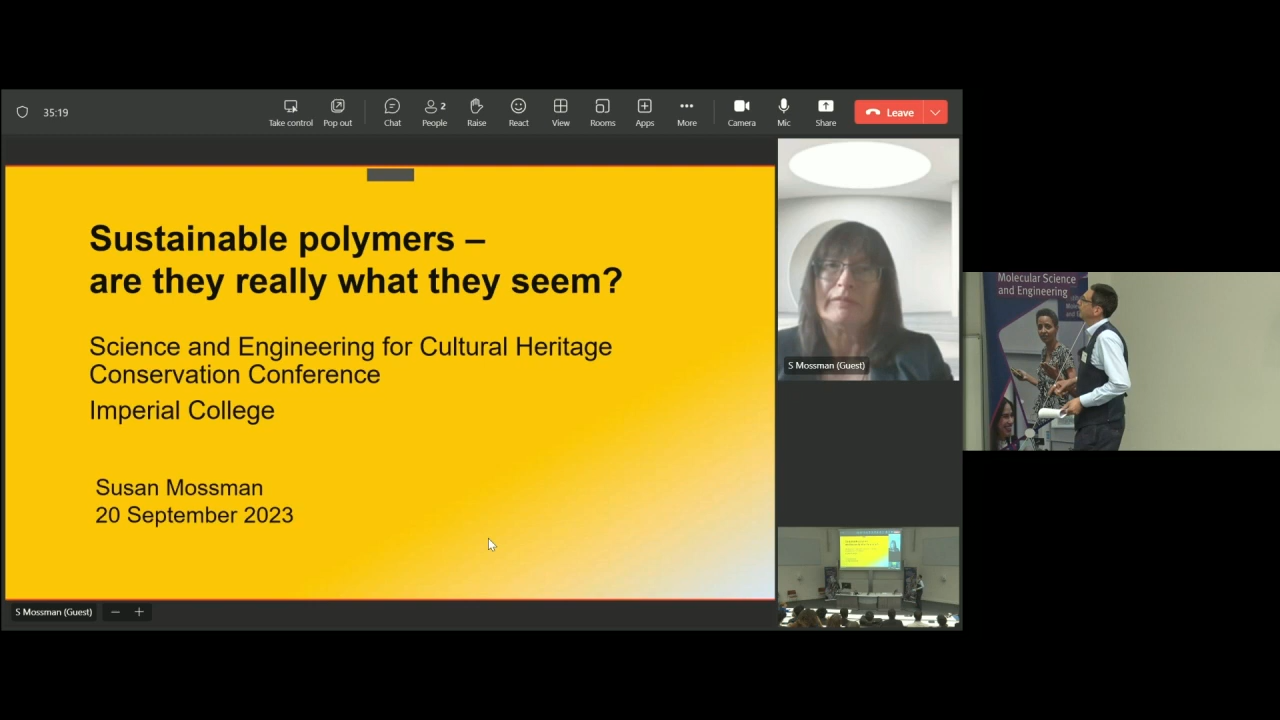 35:19
Take control
Pop out
Chat
People
2
Raise
React
View
Rooms
Apps
More
Camera
Mic
Share
Leave
Sustainable polymers –
are they really what they seem?
Science and Engineering for Cultural Heritage
Conservation Conference
Imperial College
Susan Mossman
20 September 2023
S Mossman (Guest)
S Mossman (Guest)
Molecular Science
and Engineering